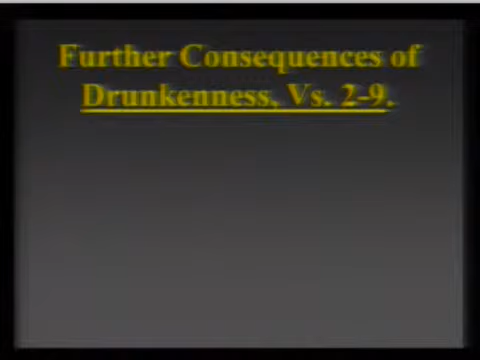 Further Consequences of
Drunkenness, Vs. 2-9.